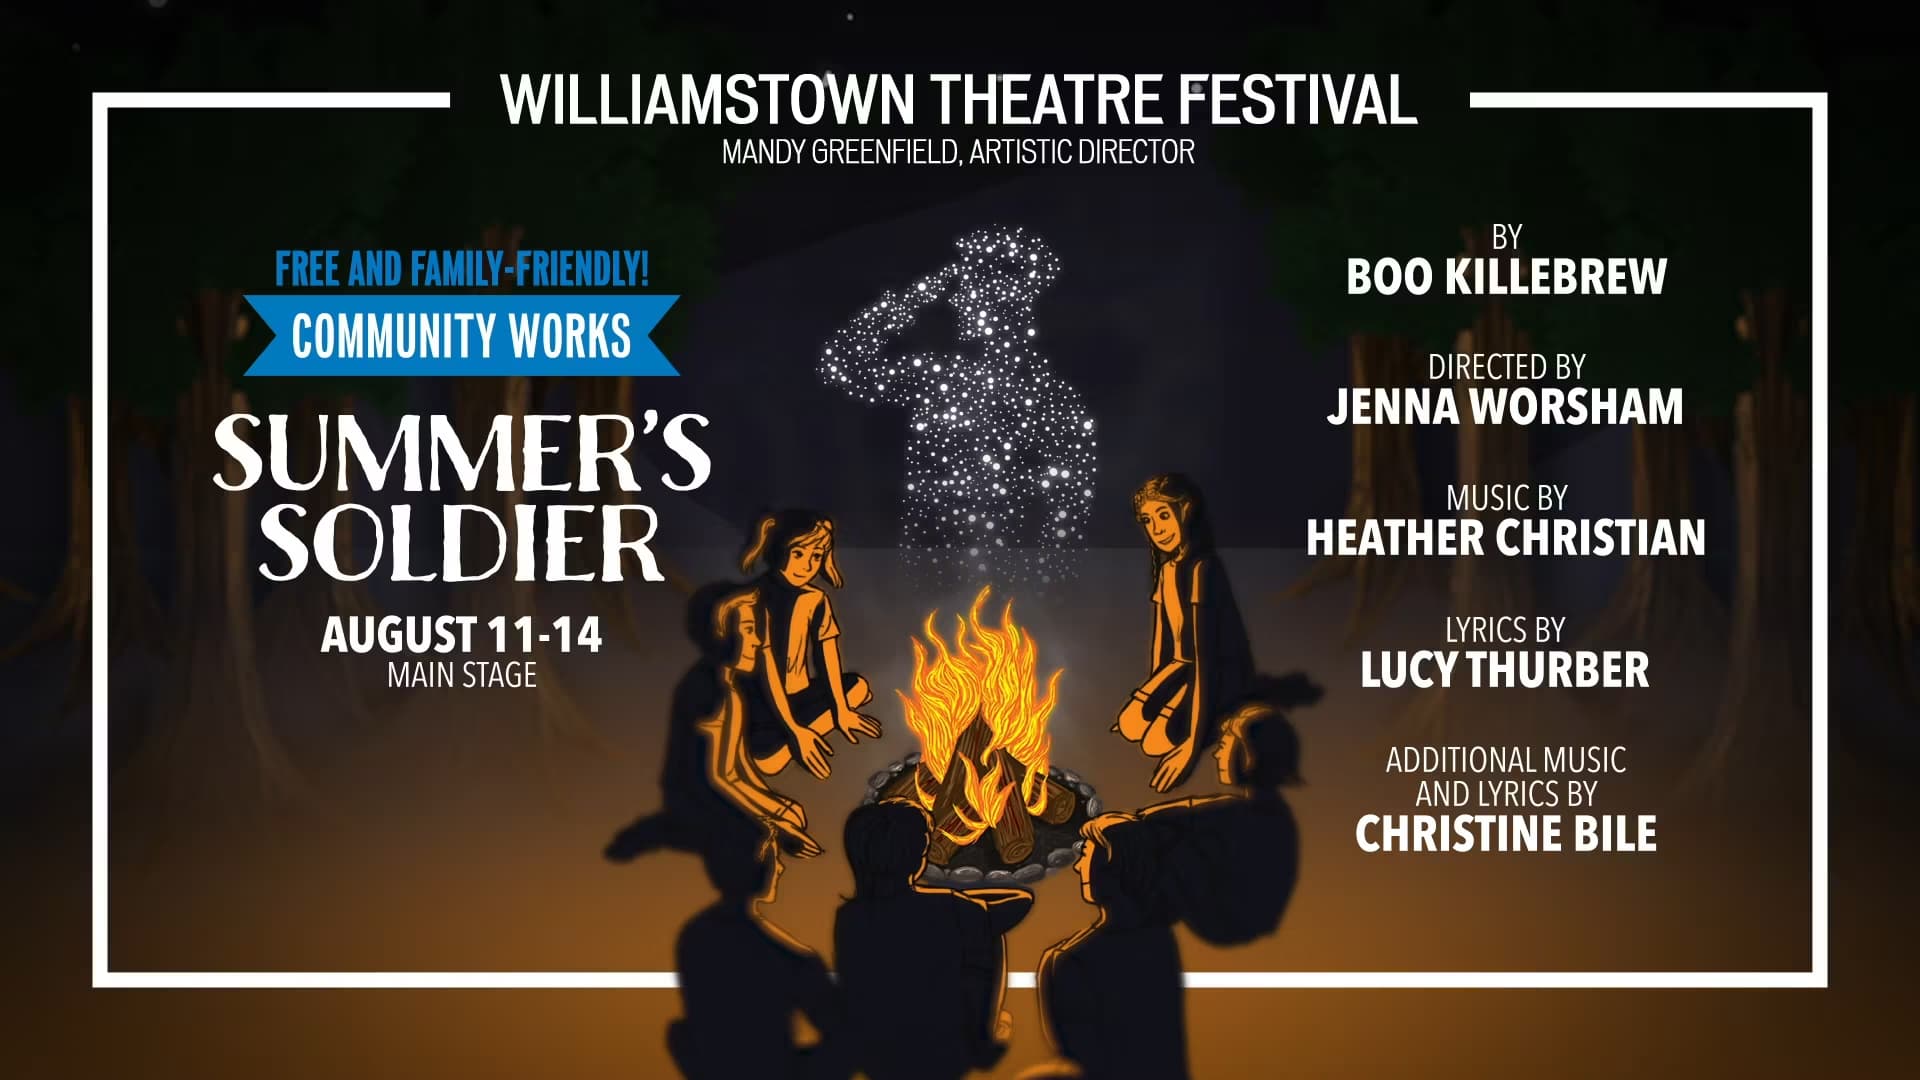 WILLIAMSTOWN THEATRE FESTIVAL
MANDY GREENFIELD, ARTISTIC DIRECTOR
FREE AND FAMILY-FRIENDLY!
COMMUNITY WORKS
SUMMER'S
SOLDIER
AUGUST 11-14
MAIN STAGE
BY
BOO KILLEBREW
DIRECTED BY
JENNA WORSHAM
MUSIC BY
HEATHER CHRISTIAN
LYRICS BY
LUCY THURBER
ADDITIONAL MUSIC
AND LYRICS BY
CHRISTINE BILE